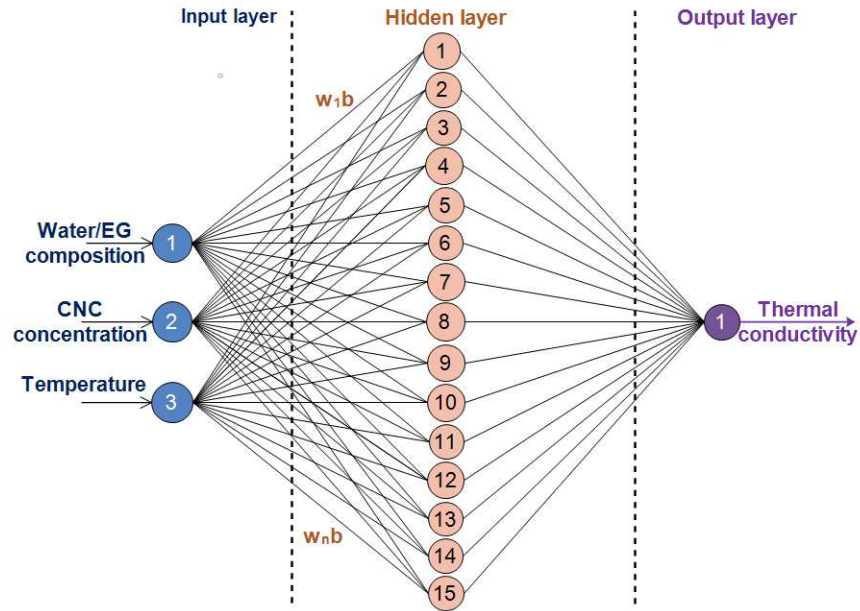 Input layer
Hidden layer
Output layer
w₁b
Water/EG
composition
CNC
concentration
Temperature
1
2
3
1
2
3
4
5
6
7
8
9
10
11
12
13
14
15
wₙb
1
Thermal
conductivity